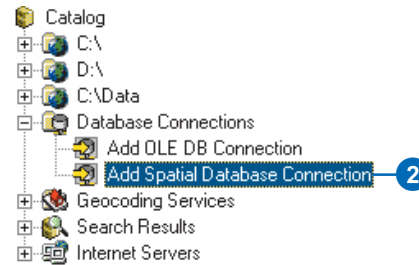 Catalog
C:\
D:\
C:\Data
Database Connections
Add OLE DB Connection
Add Spatial Database Connection 2
Geocoding Services
Search Results
Internet Servers